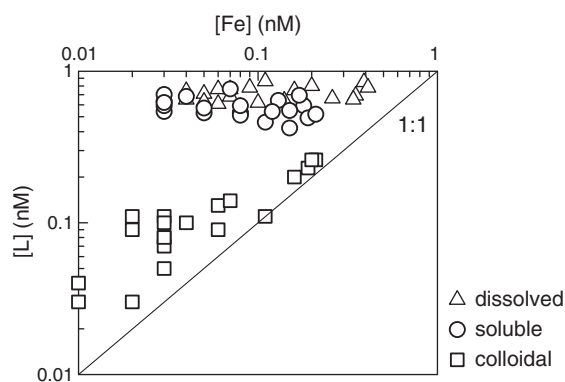 [Fe] (nM)
0.01 0.1 1
1
1:1
0.1
[L] (nM)
0.01
dissolved
soluble
colloidal